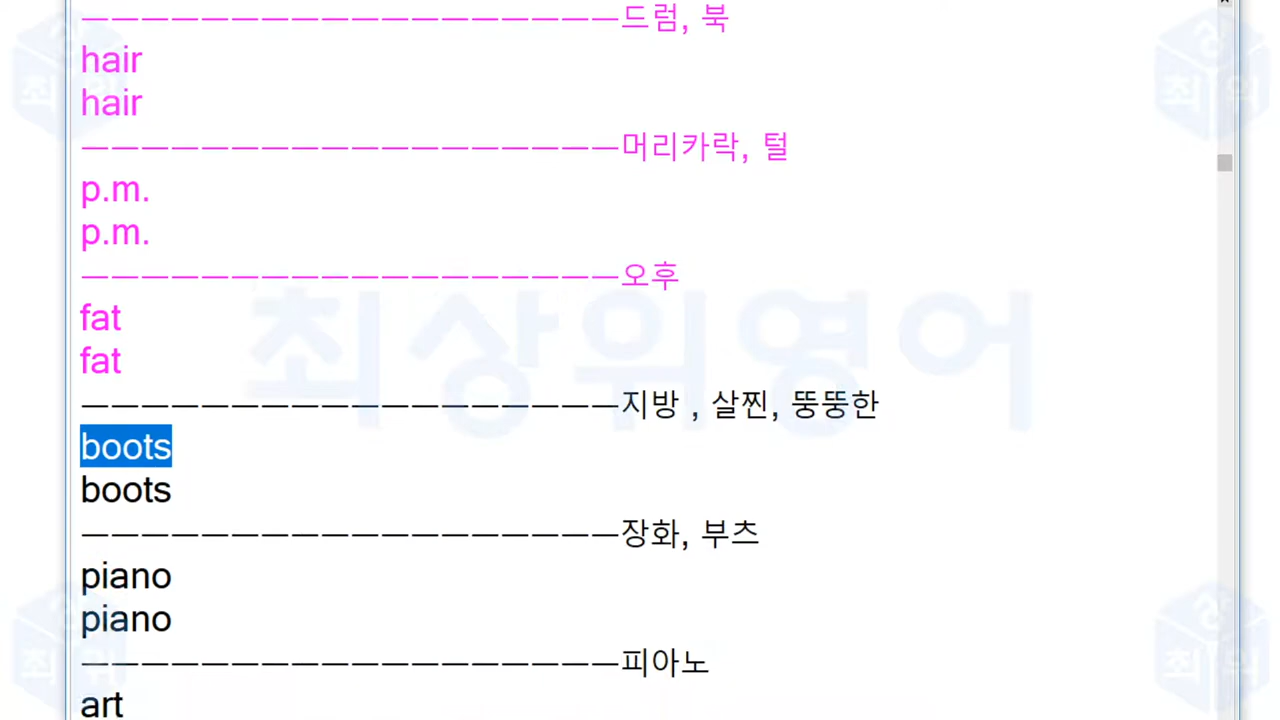 ——————————————————드럼, 북
hair
hair
——————————————————머리카락, 털
p.m.
p.m.
——————————————————오후
fat
fat
——————————————————지방 , 살찐, 뚱뚱한
boots
boots
——————————————————장화, 부츠
piano
piano
——————————————————피아노
art
최상위영어